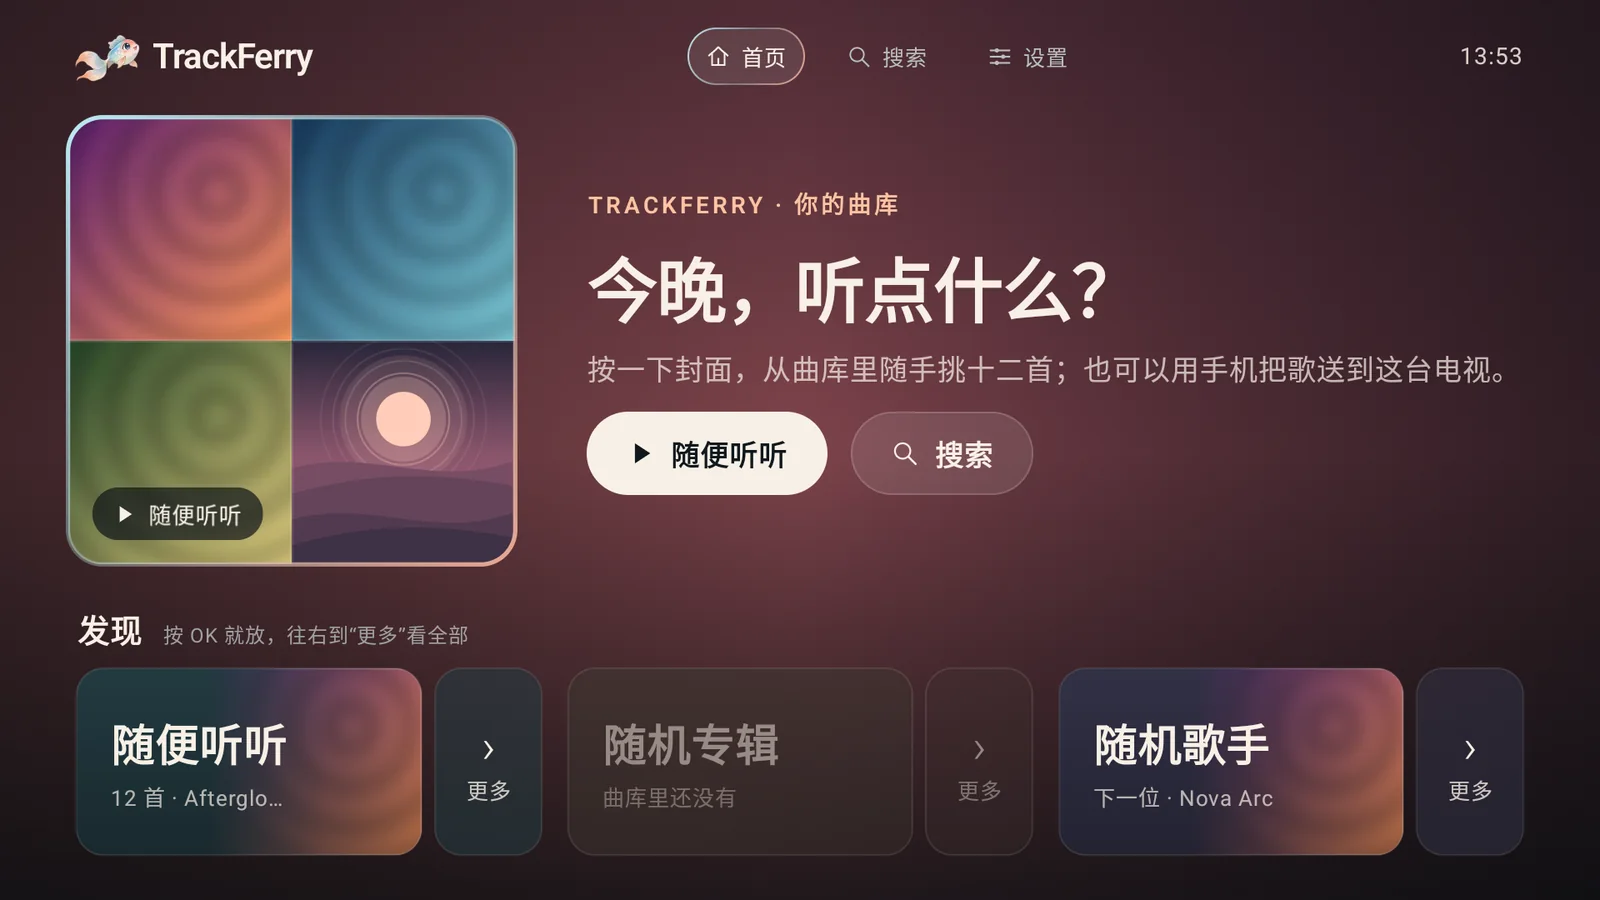 TrackFerry
首页
搜索
设置
13:53
TRACKFERRY · 你的曲库
今晚，听点什么？
按一下封面，从曲库里随手挑十二首；也可以用手机把歌送到这台电视。
随便听听
搜索
随便听听
发现
按 OK 就放，往右到“更多”看全部
随便听听
12 首 · Afterglo...
更多
随机专辑
曲库里还没有
更多
随机歌手
下一位 · Nova Arc
更多